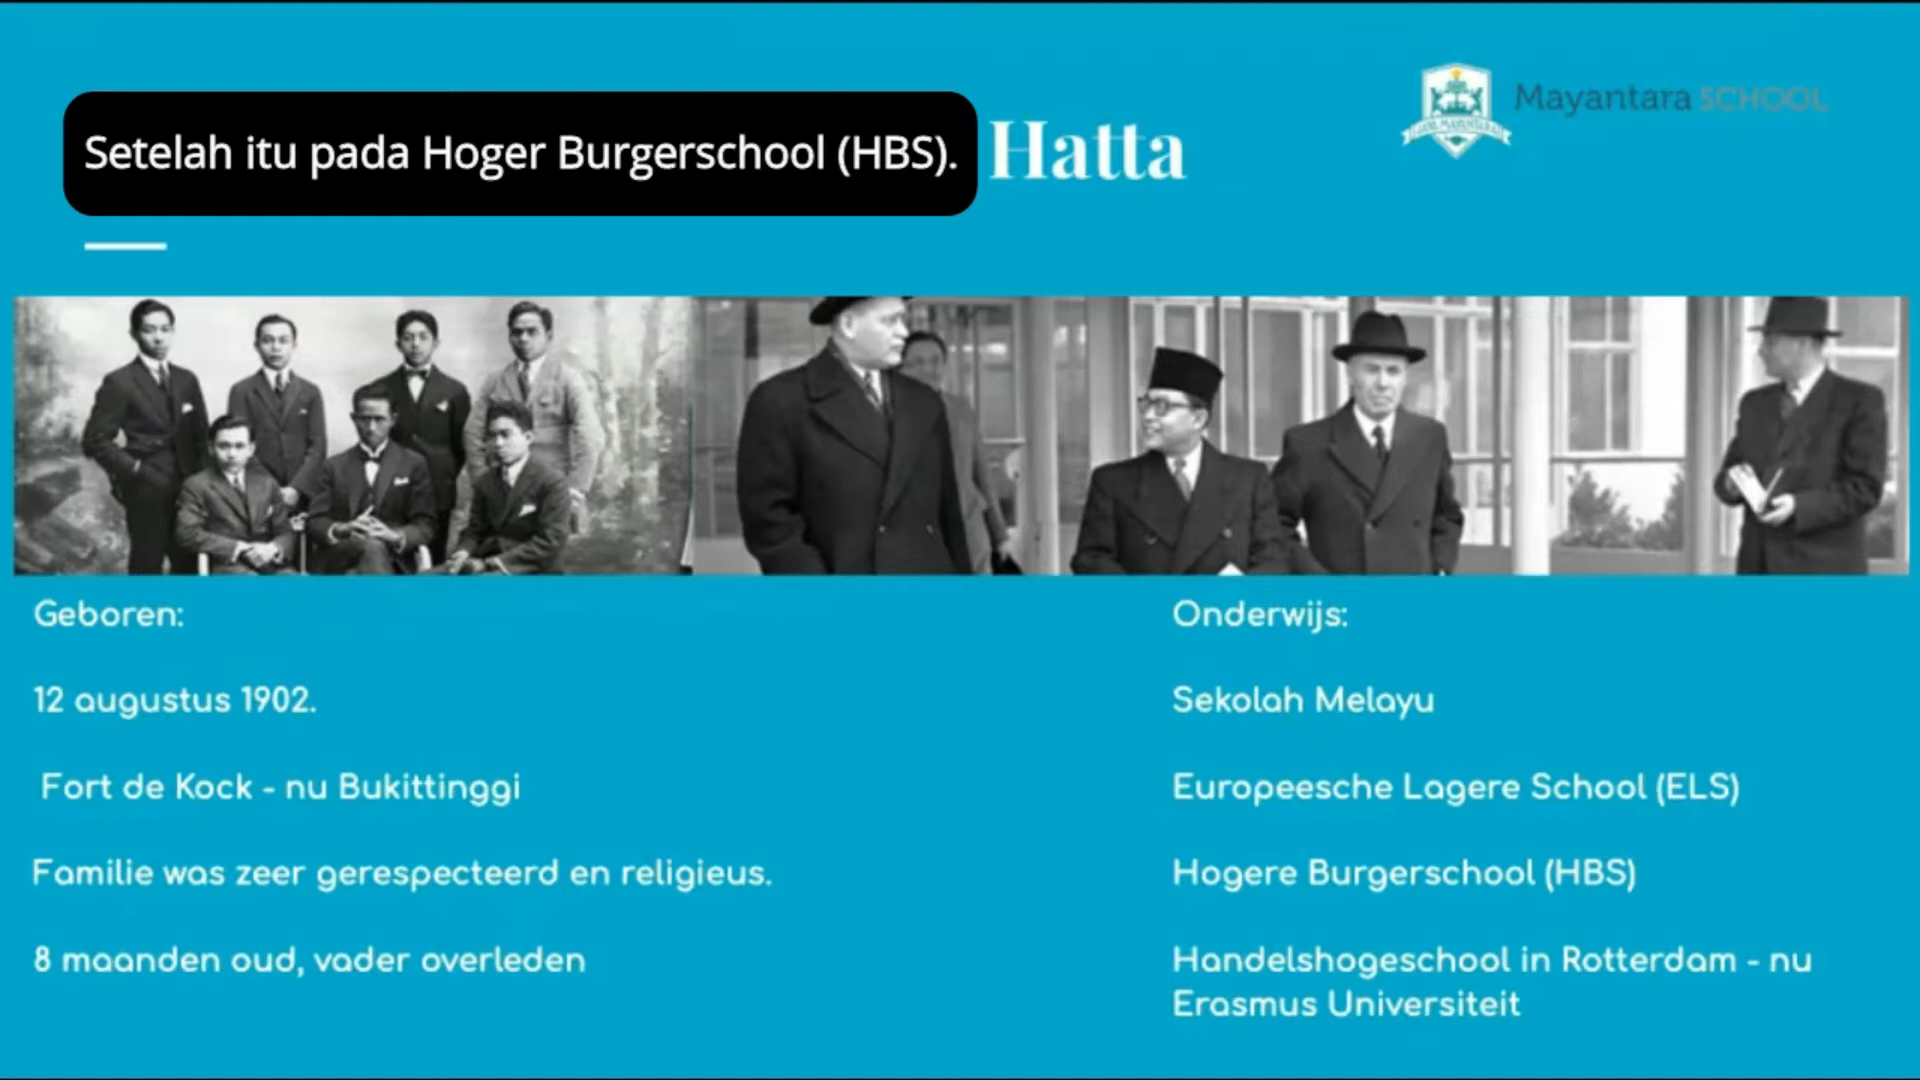 Mayantara SCHOOL
Setelah itu pada Hoger Burgerschool (HBS).
Hatta
Geboren:
12 augustus 1902.
Fort de Kock - nu Bukittinggi
Familie was zeer gerespecteerd en religieus.
8 maanden oud, vader overleden
Onderwijs:
Sekolah Melayu
Europeesche Lagere School (ELS)
Hogere Burgerschool (HBS)
Handelshogeschool in Rotterdam - nu
Erasmus Universiteit